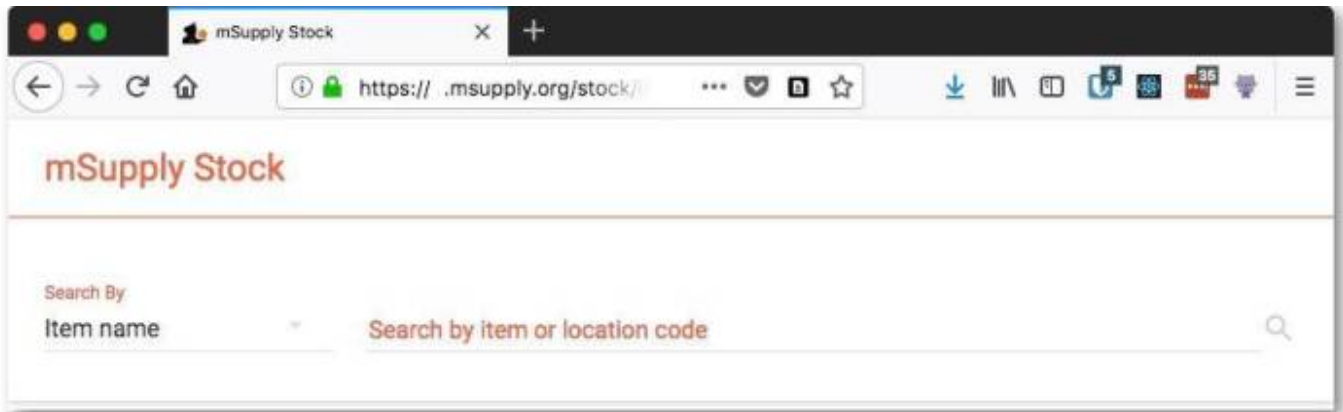 mSupply Stock
https:// .msupply.org/stock/
5
35
mSupply Stock
Search By
Item name
Search by item or location code